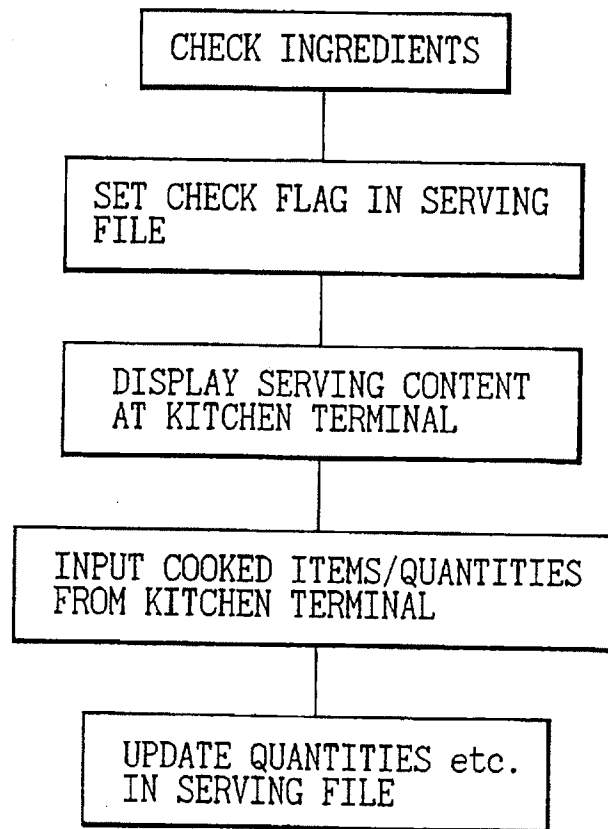 CHECK INGREDIENTS
SET CHECK FLAG IN SERVING
FILE
DISPLAY SERVING CONTENT
AT KITCHEN TERMINAL
INPUT COOKED ITEMS/QUANTITIES
FROM KITCHEN TERMINAL
UPDATE QUANTITIES etc.
IN SERVING FILE